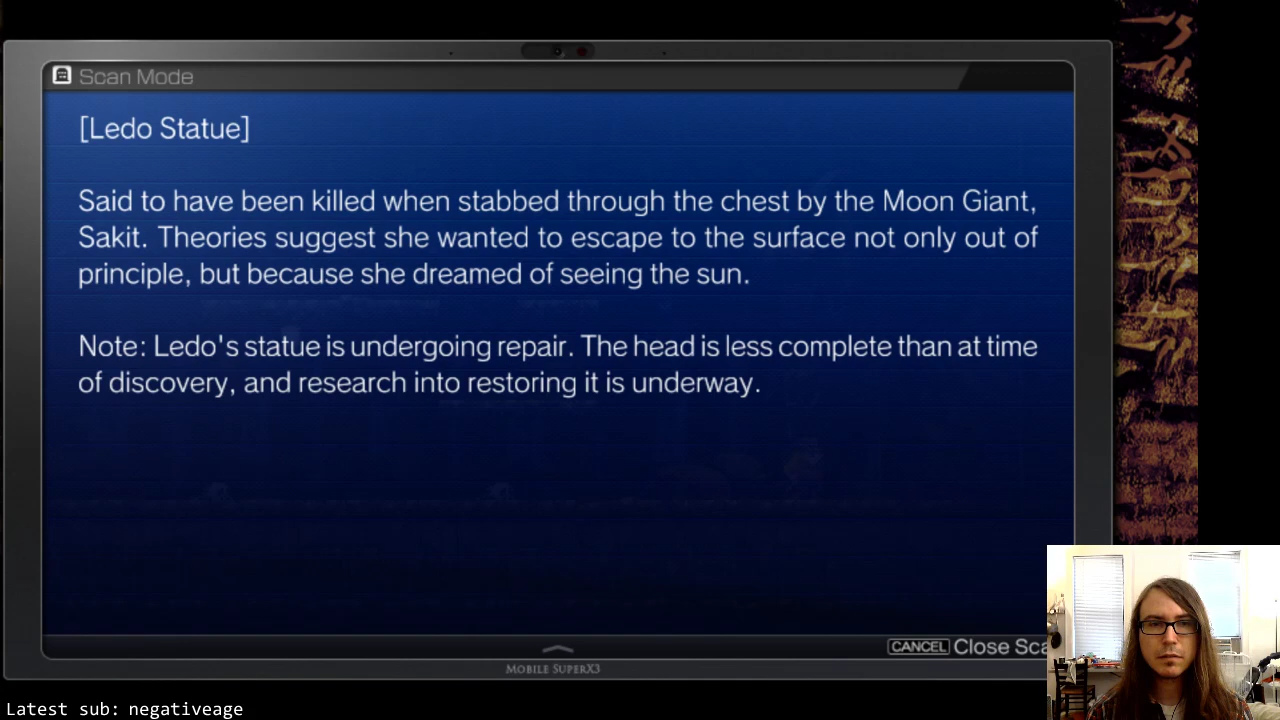 Scan Mode
[Ledo Statue]
Said to have been killed when stabbed through the chest by the Moon Giant,
Sakit. Theories suggest she wanted to escape to the surface not only out of
principle, but because she dreamed of seeing the sun.
Note: Ledo's statue is undergoing repair. The head is less complete than at time
of discovery, and research into restoring it is underway.
CANCEL Close Sca
MOBILE SUPERX3
Latest sub: negativeage